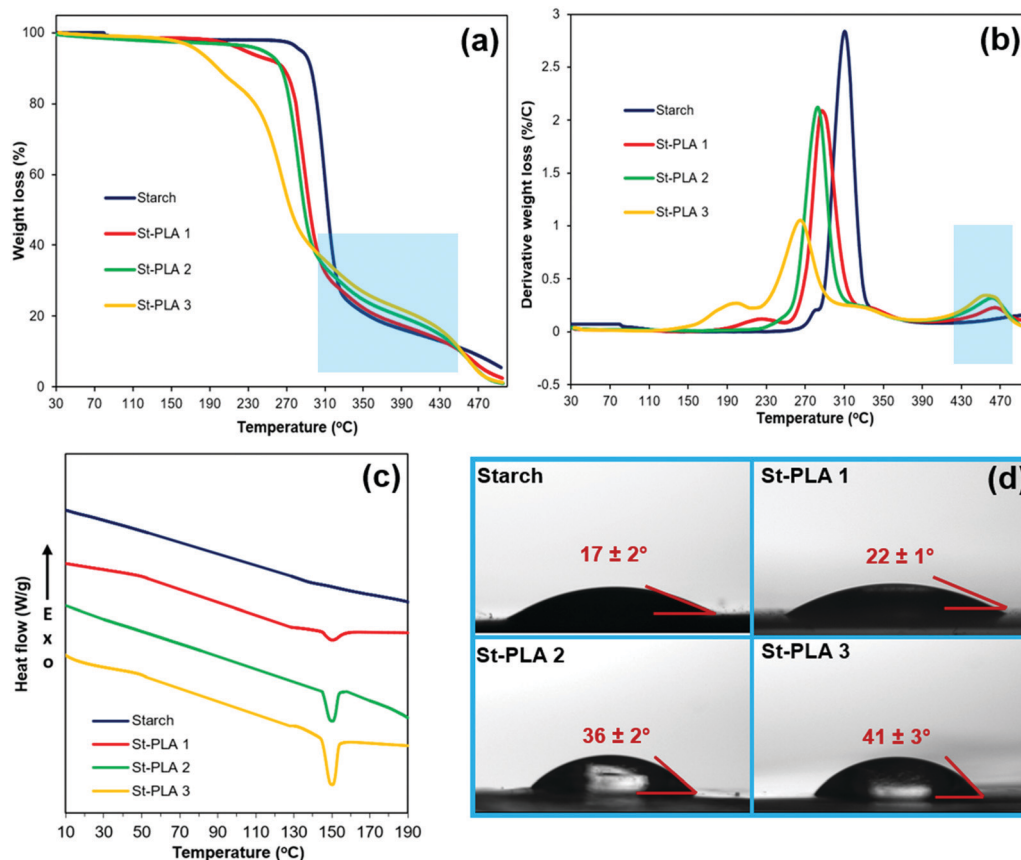 (a)
Weight loss (%)
100
80
60
40
20
0
Starch
St-PLA 1
St-PLA 2
St-PLA 3
30 70 110 150 190 230 270 310 350 390 430 470
Temperature (oC)
(b)
Derivative weight loss (%/C)
3
2.5
2
1.5
1
0.5
0
-0.5
Starch
St-PLA 1
St-PLA 2
St-PLA 3
30 70 110 150 190 230 270 310 350 390 430 470
Temperature (oC)
(c)
Heat flow (W/g)
Exo
Starch
St-PLA 1
St-PLA 2
St-PLA 3
10 30 50 70 90 110 130 150 170 190
Temperature (oC)
(d)
Starch
17 ± 2°
St-PLA 1
22 ± 1°
St-PLA 2
36 ± 2°
St-PLA 3
41 ± 3°